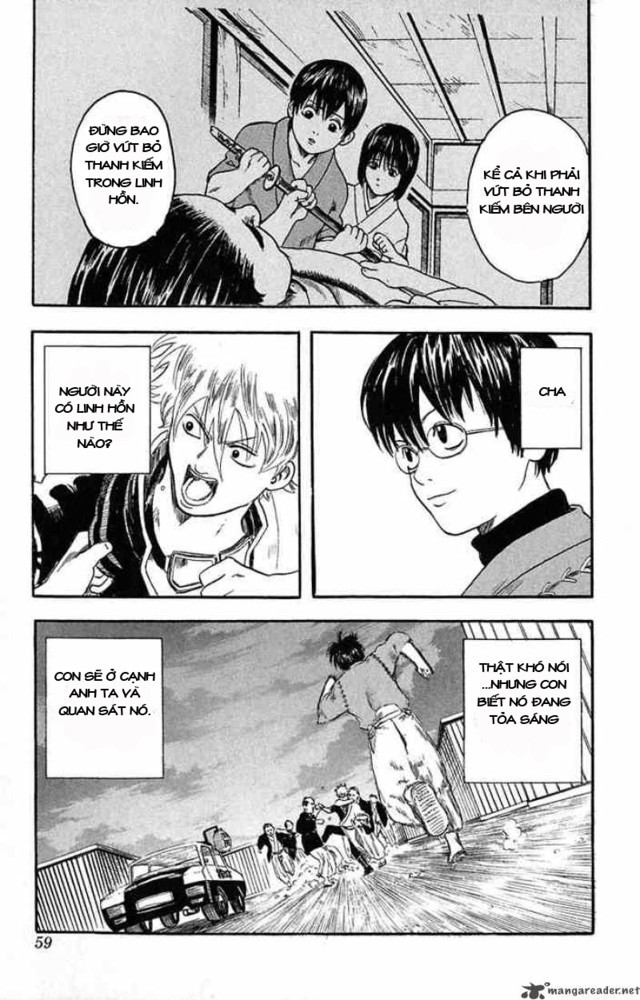 KỂ CẢ KHI PHẢI
VỨT BỎ THANH
KIẾM BÊN NGƯỜI
ĐỪNG BAO
GIỜ VỨT BỎ
THANH KIẾM
TRONG LINH
HỒN.
CHA
NGƯỜI NÀY
CÓ LINH HỒN
NHƯ THẾ
NÀO?
THẬT KHÓ NÓI
...NHƯNG CON
BIẾT NÓ ĐANG
TỎA SÁNG
CON SẼ Ở CẠNH
ANH TA VÀ
QUAN SÁT NÓ.
59
mangareader.net